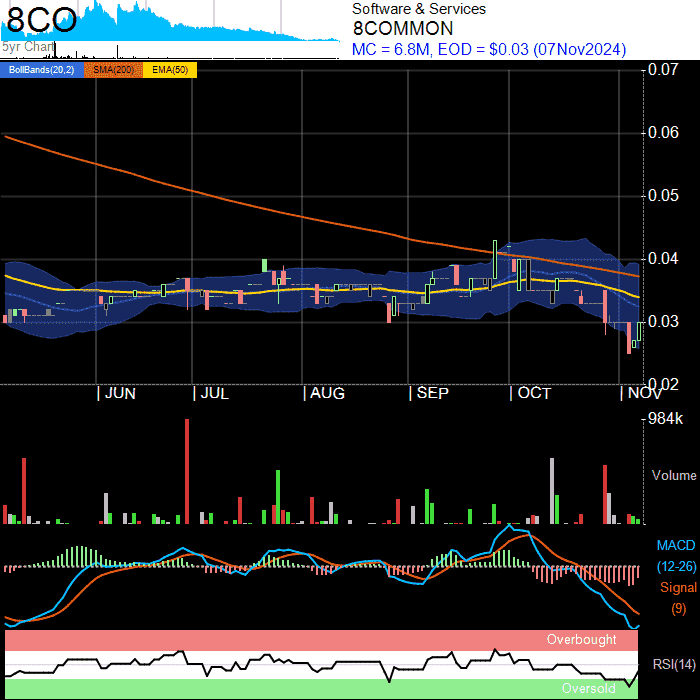 8CO
5yr Chart
Software & Services
8COMMON
MC = 6.8M, EOD = $0.03 (07Nov2024)
BollBands(20,2) SMA(200) EMA(50)
0.07
0.06
0.05
0.04
0.03
0.02
JUN JUL AUG SEP OCT NOV
984k
Volume
MACD
(12-26)
Signal
(9)
Overbought
RSI(14)
Oversold